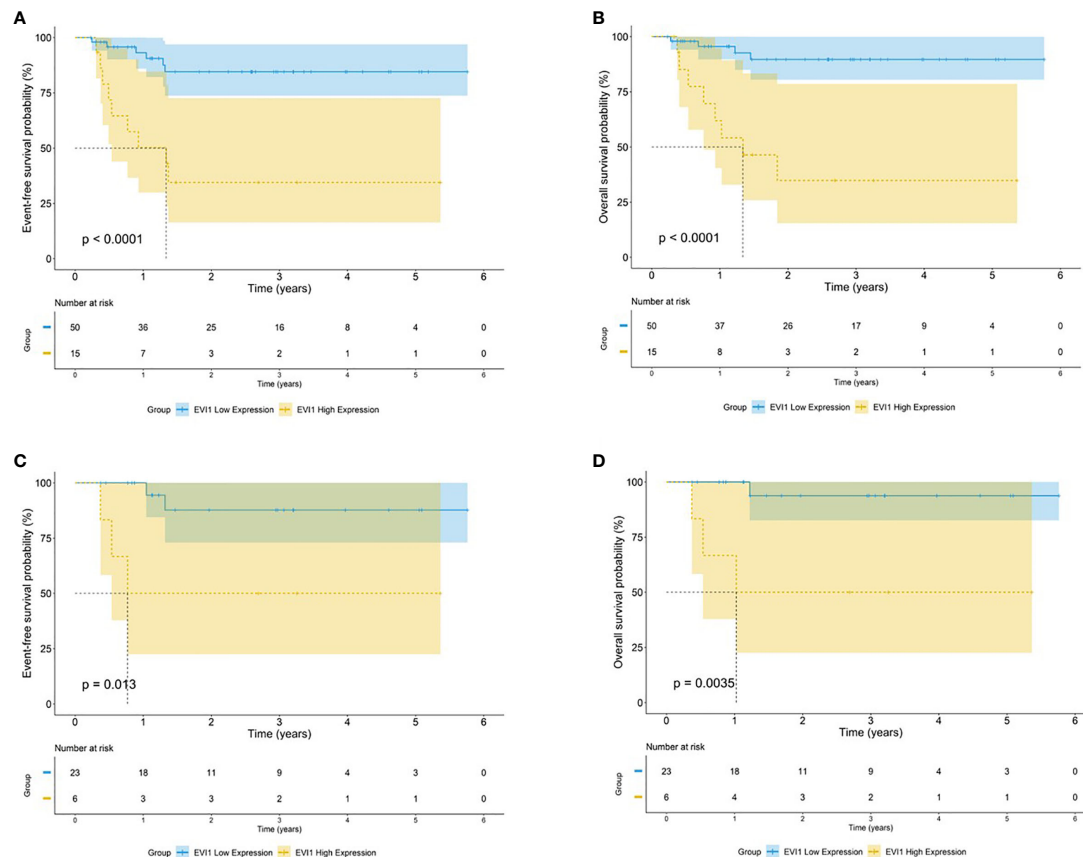 A
Event-free survival probability (%)
100
75
50
25
0
p < 0.0001
0 1 2 3 4 5 6
Time (years)
Number at risk
Group
50 36 25 16 8 4 0
15 7 3 2 1 1 0
0 1 2 3 4 5 6
Time (years)
Group EVI1 Low Expression EVI1 High Expression
B
Overall survival probability (%)
100
75
50
25
0
p < 0.0001
0 1 2 3 4 5 6
Time (years)
Number at risk
Group
50 37 26 17 9 4 0
15 8 3 2 1 1 0
0 1 2 3 4 5 6
Time (years)
Group EVI1 Low Expression EVI1 High Expression
C
Event-free survival probability (%)
100
75
50
25
0
p = 0.013
0 1 2 3 4 5 6
Time (years)
Number at risk
Group
23 18 11 9 4 3 0
6 3 3 2 1 1 0
0 1 2 3 4 5 6
Time (years)
Group EVI1 Low Expression EVI1 High Expression
D
Overall survival probability (%)
100
75
50
25
0
p = 0.0035
0 1 2 3 4 5 6
Time (years)
Number at risk
Group
23 18 11 9 4 3 0
6 4 3 2 1 1 0
0 1 2 3 4 5 6
Time (years)
Group EVI1 Low Expression EVI1 High Expression